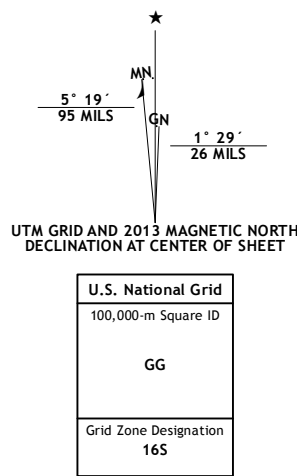 ★
MN.
5° 19´
95 MILS
GN
1° 29´
26 MILS
UTM GRID AND 2013 MAGNETIC NORTH
DECLINATION AT CENTER OF SHEET
U.S. National Grid
100,000-m Square ID
GG
Grid Zone Designation
16S